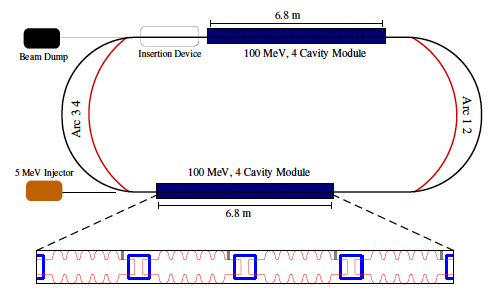 6.8 m
Beam Dump
Insertion Device
100 MeV, 4 Cavity Module
Arc 3 4
Arc 1 2
5 MeV Injector
100 MeV, 4 Cavity Module
6.8 m